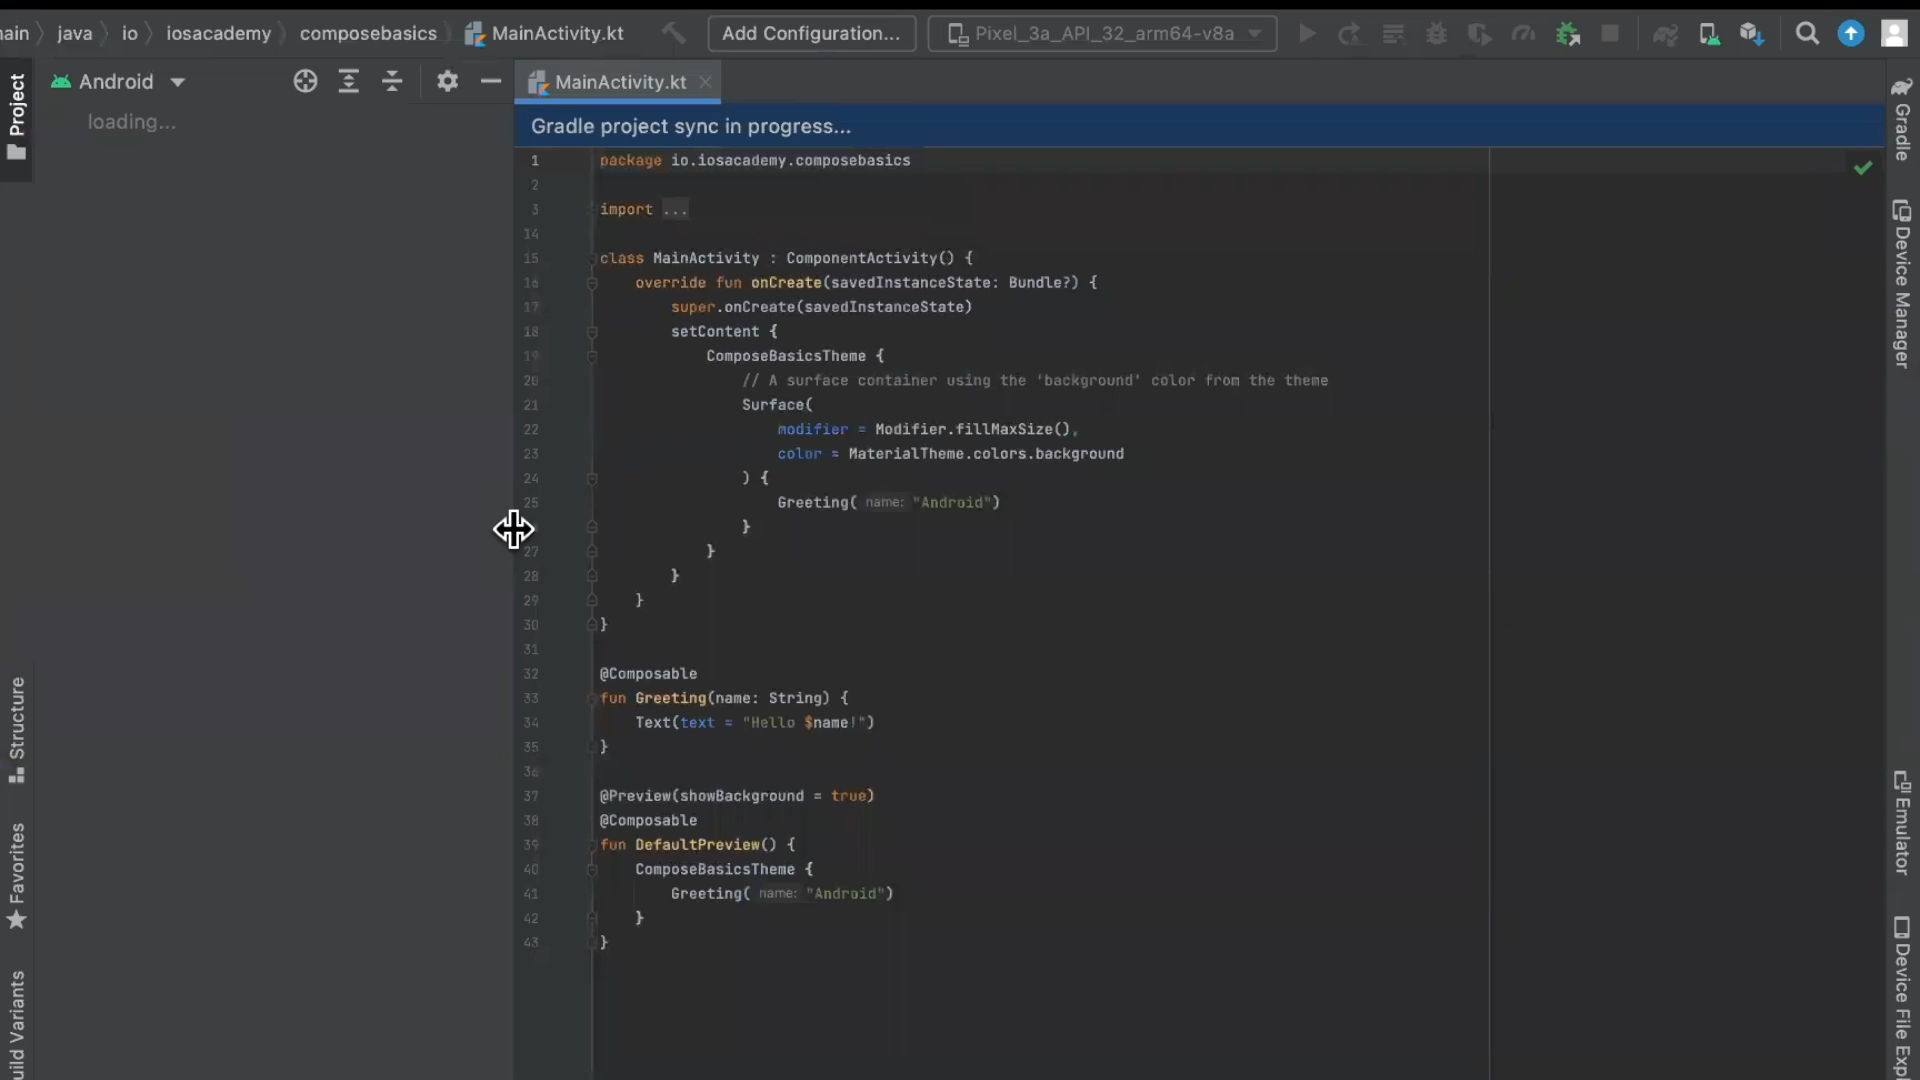 ain java io iosacademy composebasics MainActivity.kt Add Configuration... Pixel_3a_API_32_arm64-v8a
Project
Android
MainActivity.kt
loading...
Gradle project sync in progress...
1 package io.iosacademy.composebasics
2
3 import ...
14
15 class MainActivity : ComponentActivity() {
16 override fun onCreate(savedInstanceState: Bundle?) {
17 super.onCreate(savedInstanceState)
18 setContent {
19 ComposeBasicsTheme {
20 // A surface container using the 'background' color from the theme
21 Surface(
22 modifier = Modifier.fillMaxSize(),
23 color = MaterialTheme.colors.background
24 ) {
25 Greeting( name: "Android")
}
27 }
28 }
29 }
30 }
31
32 @Composable
33 fun Greeting(name: String) {
34 Text(text = "Hello $name!")
35 }
36
37 @Preview(showBackground = true)
38 @Composable
39 fun DefaultPreview() {
40 ComposeBasicsTheme {
41 Greeting( name: "Android")
42 }
43 }
Structure
Favorites
uild Variants
Gradle
Device Manager
Emulator
Device File Exp